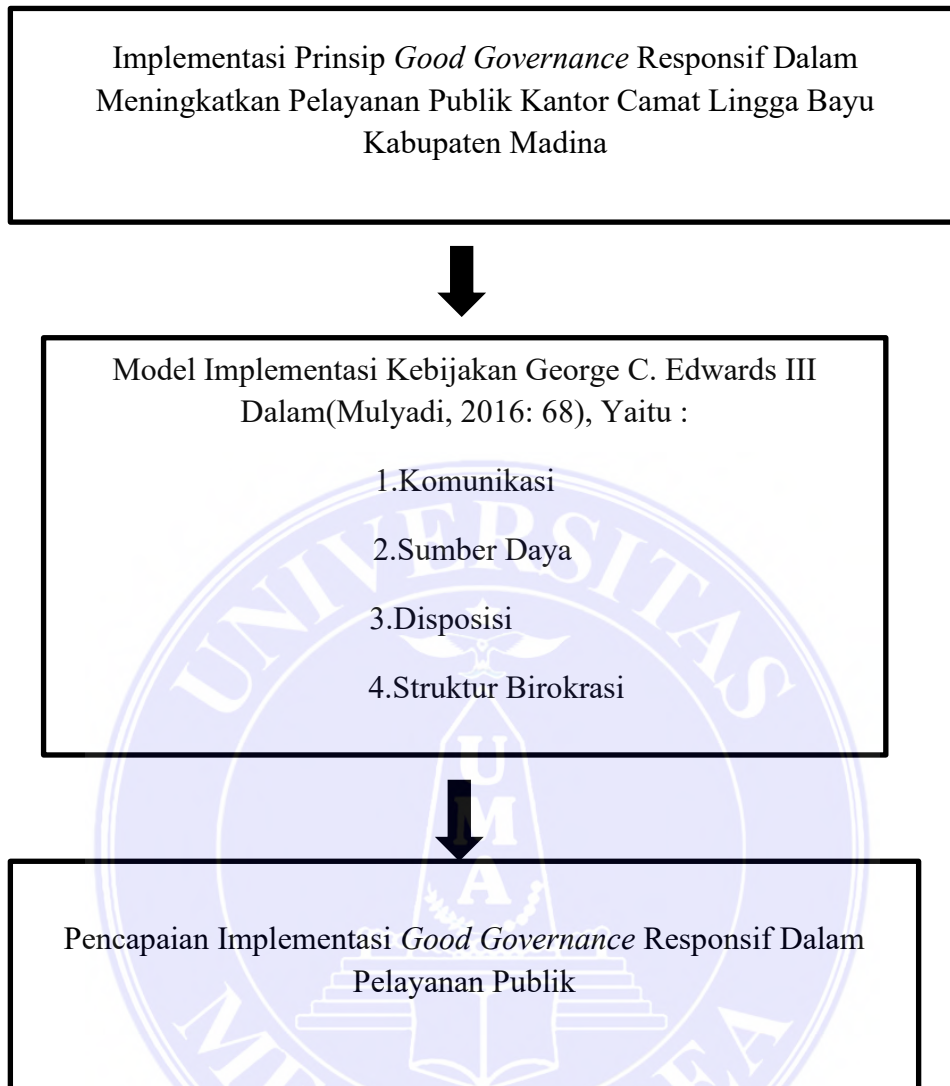 Implementasi Prinsip Good Governance Responsif Dalam
Meningkatkan Pelayanan Publik Kantor Camat Lingga Bayu
Kabupaten Madina
Model Implementasi Kebijakan George C. Edwards III
Dalam(Mulyadi, 2016: 68), Yaitu :
1.Komunikasi
2.Sumber Daya
3.Disposisi
4.Struktur Birokrasi
Pencapaian Implementasi Good Governance Responsif Dalam
Pelayanan Publik
UNIVERSITAS
UMA